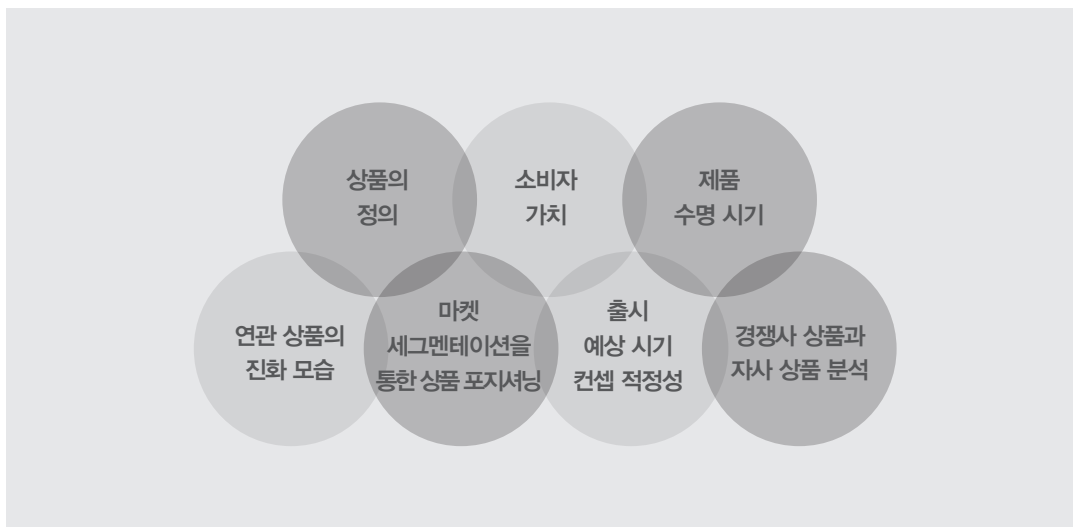 상품의
정의
소비자
가치
제품
수명 시기
연관 상품의
진화 모습
마켓
세그멘테이션을
통한 상품 포지셔닝
출시
예상 시기
컨셉 적정성
경쟁사 상품과
자사 상품 분석